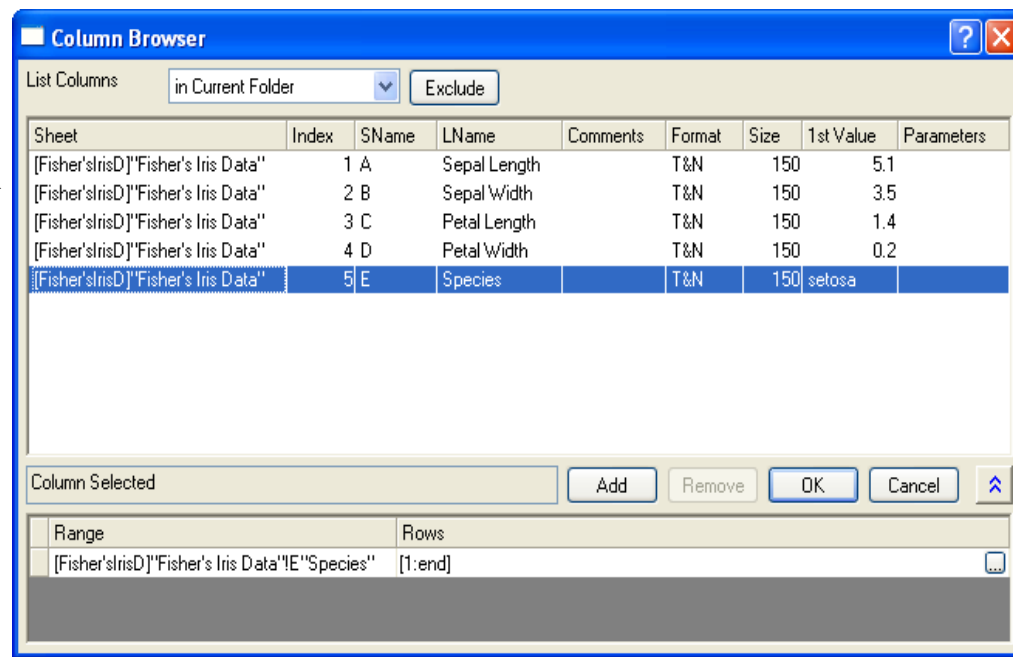 Column Browser
List Columns in Current Folder Exclude
Sheet Index SName LName Comments Format Size 1st Value Parameters
[Fisher'sIrisD]"Fisher's Iris Data" 1 A Sepal Length T&N 150 5.1
[Fisher'sIrisD]"Fisher's Iris Data" 2 B Sepal Width T&N 150 3.5
[Fisher'sIrisD]"Fisher's Iris Data" 3 C Petal Length T&N 150 1.4
[Fisher'sIrisD]"Fisher's Iris Data" 4 D Petal Width T&N 150 0.2
[Fisher'sIrisD]"Fisher's Iris Data" 5 E Species T&N 150 setosa
Column Selected Add Remove OK Cancel
Range Rows
[Fisher'sIrisD]"Fisher's Iris Data"!E"Species" [1:end] ...